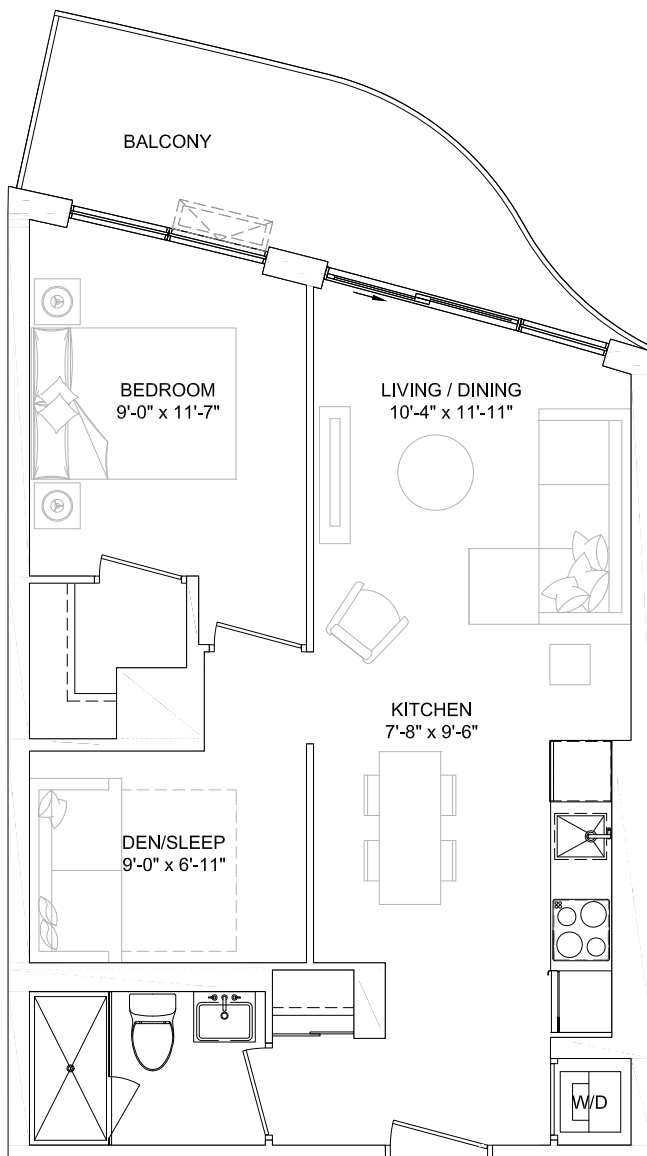 BALCONY
BEDROOM
9'-0" x 11'-7"
LIVING / DINING
10'-4" x 11'-11"
KITCHEN
7'-8" x 9'-6"
DEN/SLEEP
9'-0" x 6'-11"
W/D